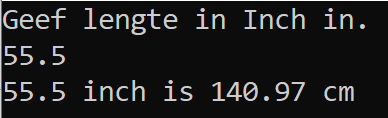 Geef lengte in Inch in.
55.5
55.5 inch is 140.97 cm